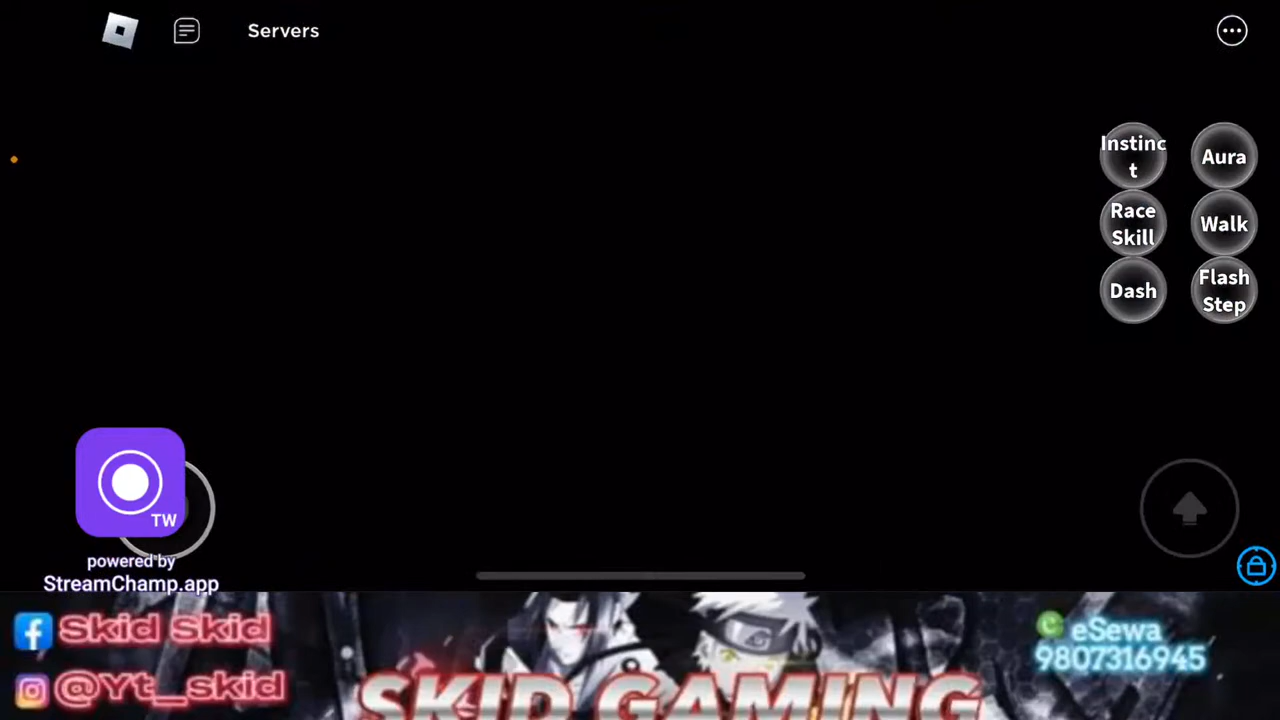 Servers
Instinc
t
Aura
Race
Skill
Walk
Dash
Flash
Step
TW
powered by
StreamChamp.app
Skid Skid
@Yt_skid
SKID GAMING
eSewa
9807316945